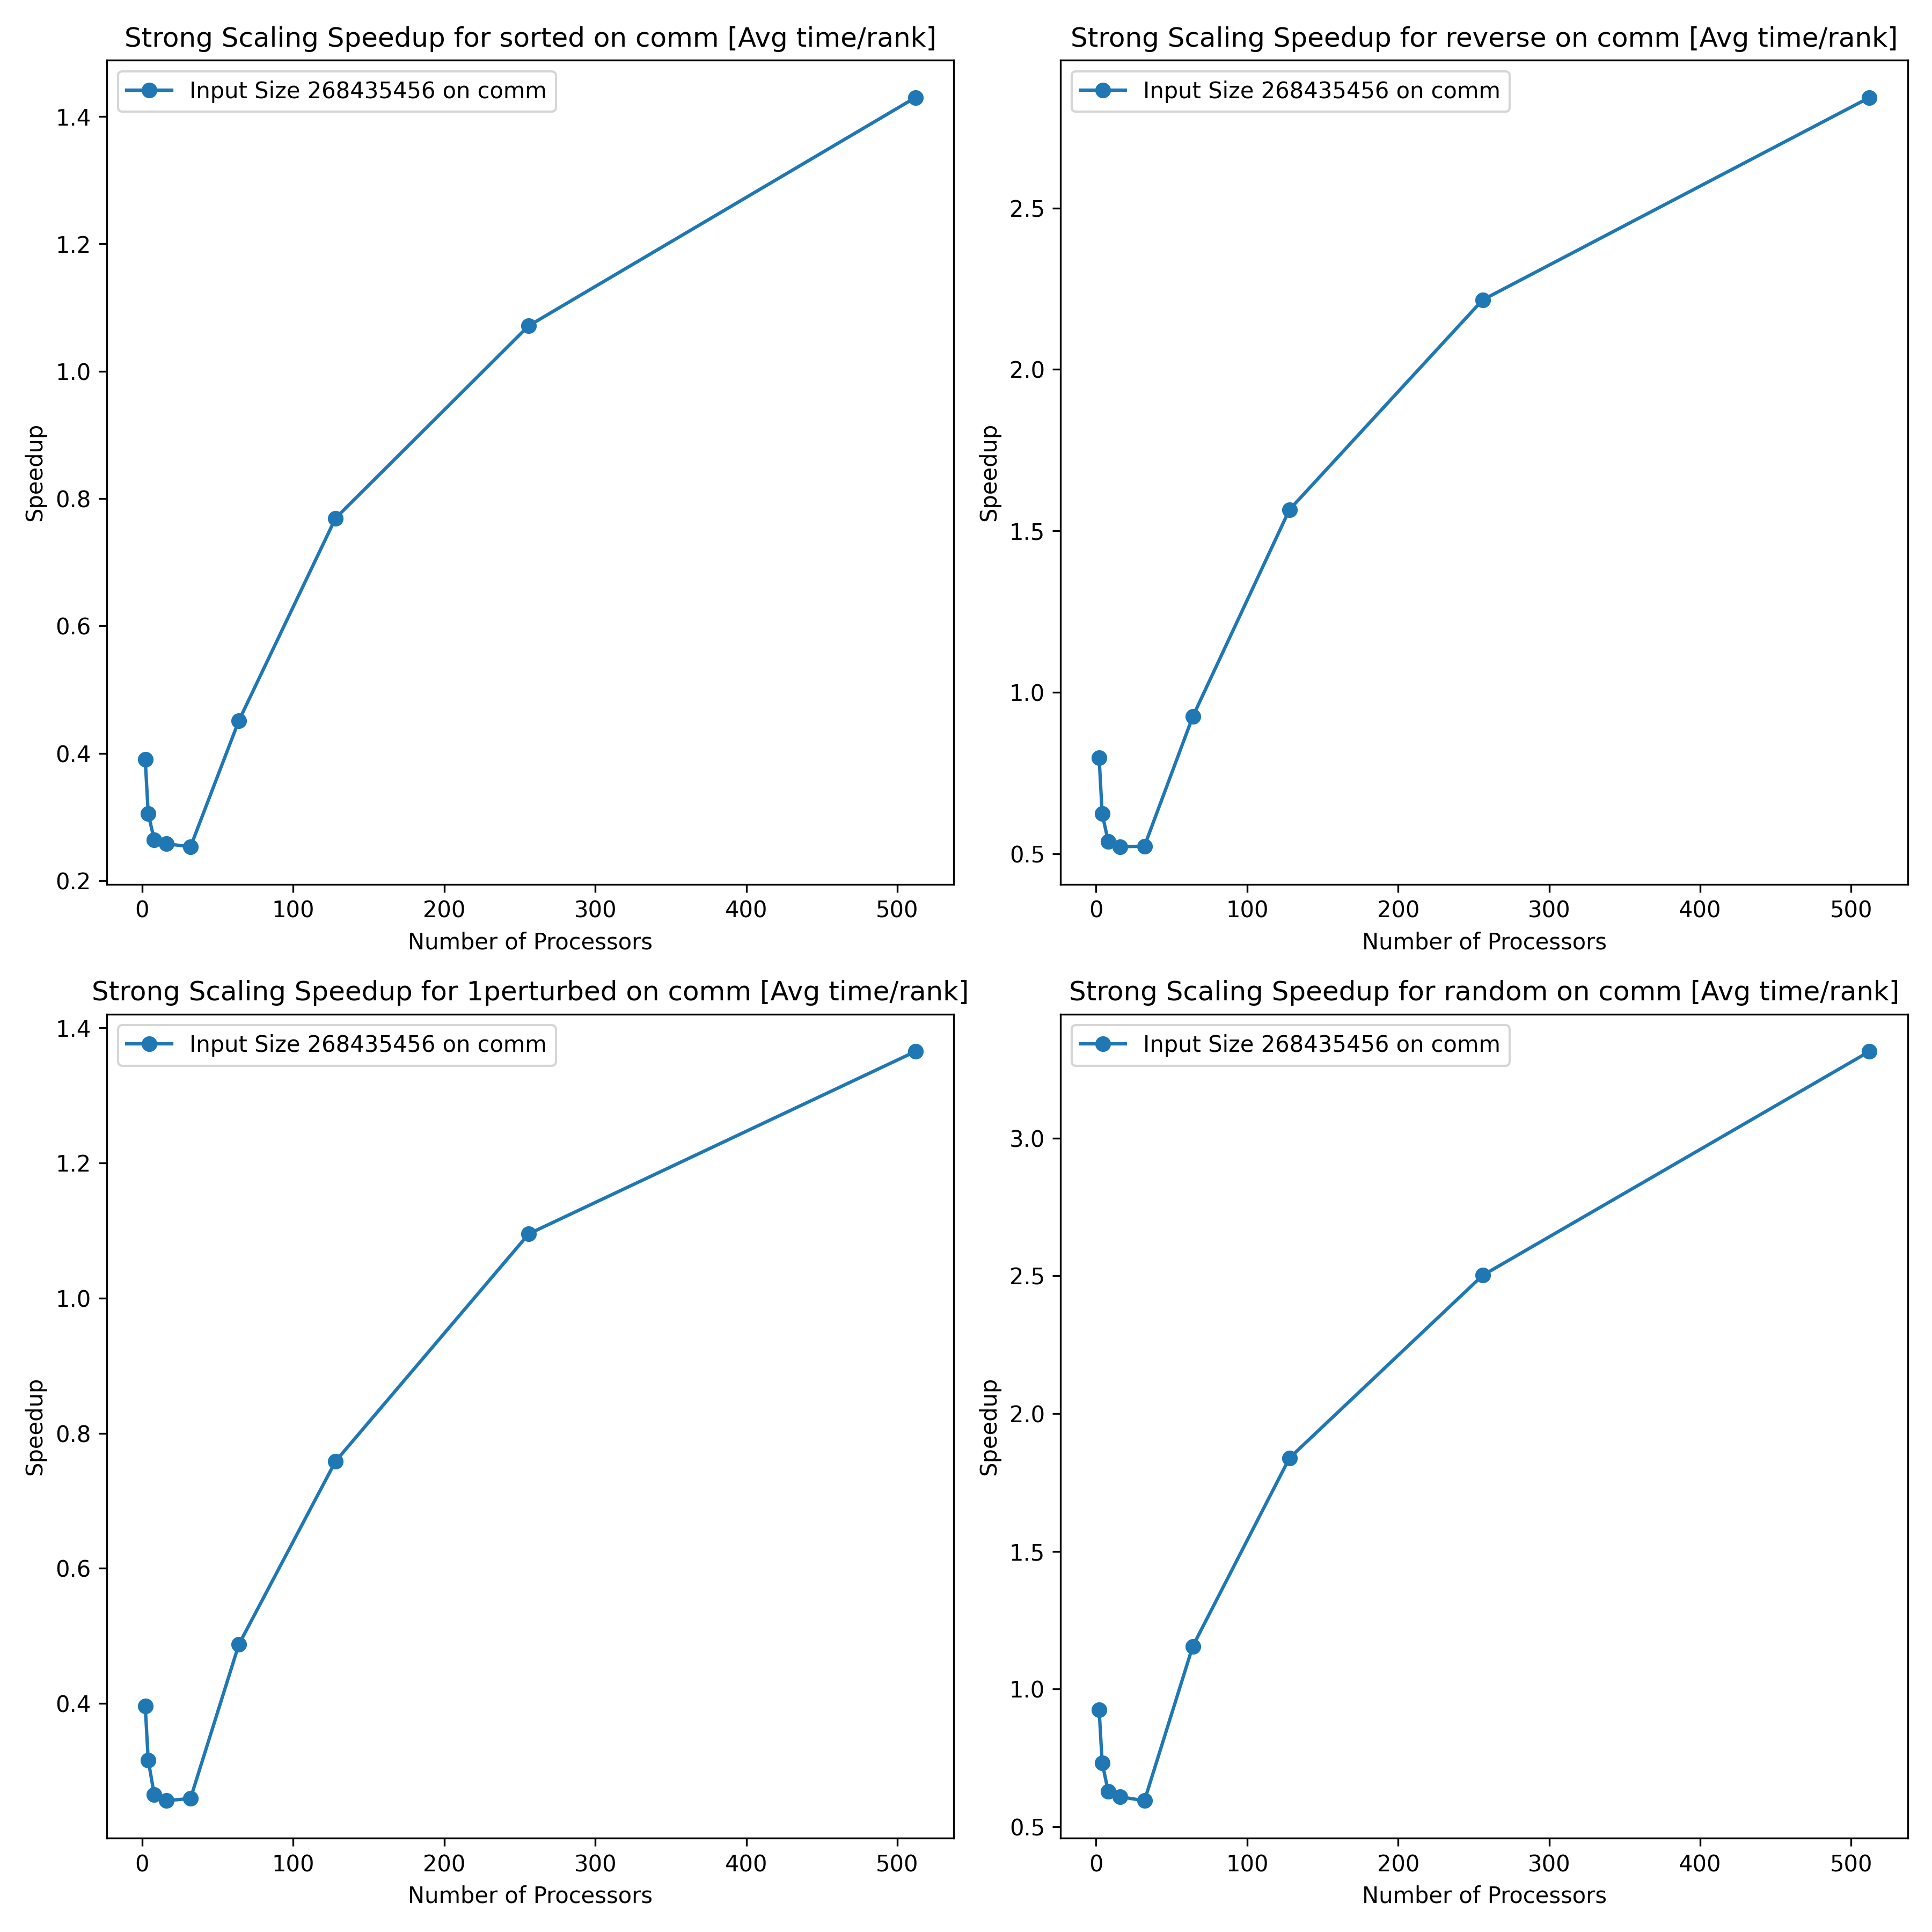 Strong Scaling Speedup for sorted on comm [Avg time/rank]
Input Size 268435456 on comm
1.4
1.2
1.0
0.8
0.6
0.4
0.2
Speedup
0 100 200 300 400 500
Number of Processors
Strong Scaling Speedup for reverse on comm [Avg time/rank]
Input Size 268435456 on comm
2.5
2.0
1.5
1.0
0.5
Speedup
0 100 200 300 400 500
Number of Processors
Strong Scaling Speedup for 1perturbed on comm [Avg time/rank]
Input Size 268435456 on comm
1.4
1.2
1.0
0.8
0.6
0.4
Speedup
0 100 200 300 400 500
Number of Processors
Strong Scaling Speedup for random on comm [Avg time/rank]
Input Size 268435456 on comm
3.0
2.5
2.0
1.5
1.0
0.5
Speedup
0 100 200 300 400 500
Number of Processors